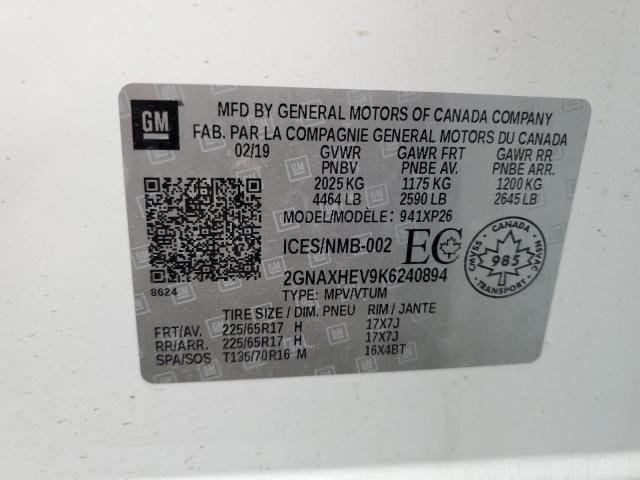 GM
MFD BY GENERAL MOTORS OF CANADA COMPANY
FAB. PAR LA COMPAGNIE GENERAL MOTORS DU CANADA
02/19 GVWR GAWR FRT GAWR RR
PNBV PNBE AV. PNBE ARR.
2025 KG 1175 KG 1200 KG
4464 LB 2590 LB 2645 LB
MODEL/MODÈLE: 941XP26
ICES/NMB-002 EC
CANADA
CMVSS 985 NSVAC
2GNAXHEV9K6240894
8624
TYPE: MPV/VTUM
TIRE SIZE / DIM. PNEU RIM / JANTE
FRT/AV. 225/65R17 H 17X7J
RR/ARR. 225/65R17 H 17X7J
SPA/SOS T135/70R16 M 16X4BT